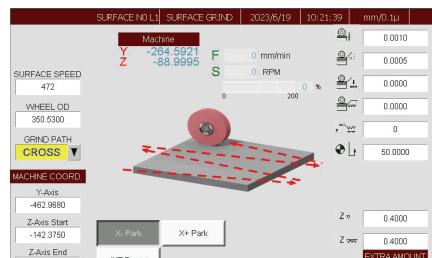 SURFACE N0 L1 SURFACE GRIND 2023/6/19 10:21:39 mm/0.1µ
Machine
Y -264.5921
Z -88.9995
F 0 mm/min
S 0 RPM
0 %
0 200
SURFACE SPEED
472
WHEEL OD
350.5300
GRIND PATH
CROSS
MACHINE COORD.
Y-Axis
-462.9680
Z-Axis Start
-142.3750
Z-Axis End
X- Park
X+ Park
0.0010
0.0005
0.0000
0.0000
0
50.0000
Z 0.4000
Z 0.4000
EXTRA AMOUNT